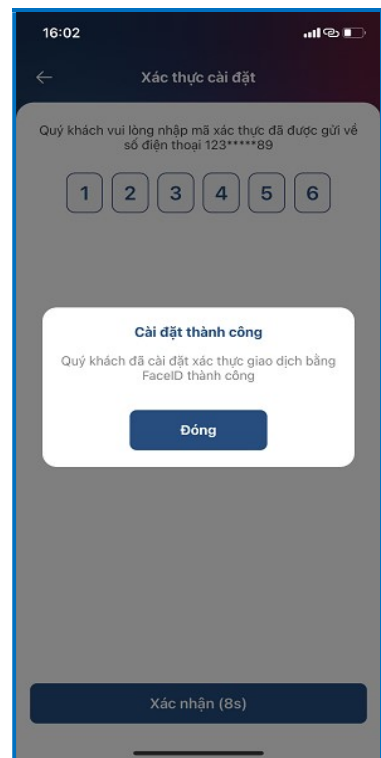 16:02
Xác thực cài đặt
Quý khách vui lòng nhập mã xác thực đã được gửi về
số điện thoại 123*****89
1 2 3 4 5 6
Cài đặt thành công
Quý khách đã cài đặt xác thực giao dịch bằng
FaceID thành công
Đóng
Xác nhận (8s)